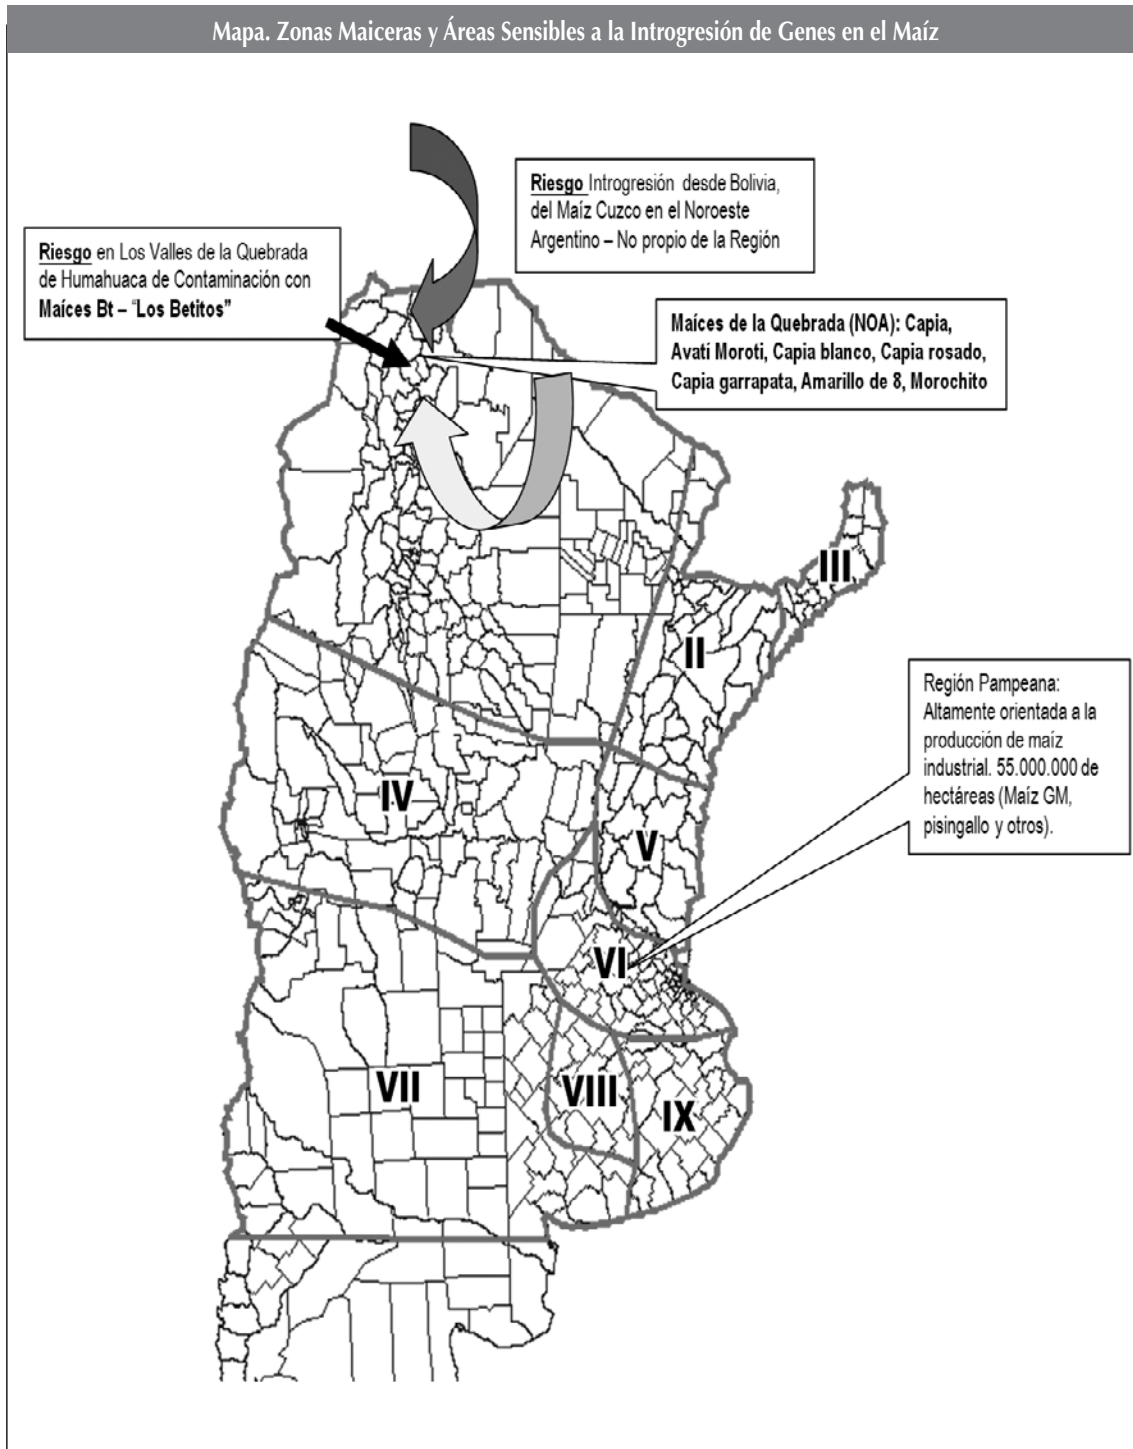 Mapa. Zonas Maiceras y Áreas Sensibles a la Introgresión de Genes en el Maíz
Riesgo Introgresión desde Bolivia,
del Maíz Cuzco en el Noroeste
Argentino – No propio de la Región
Riesgo en Los Valles de la Quebrada
de Humahuaca de Contaminación con
Maíces Bt – “Los Betitos”
Maíces de la Quebrada (NOA): Capia,
Avatí Moroti, Capia blanco, Capia rosado,
Capia garrapata, Amarillo de 8, Morochito
III
II
Región Pampeana:
Altamente orientada a la
producción de maíz
industrial. 55.000.000 de
hectáreas (Maíz GM,
pisingallo y otros).
IV
V
VI
VII
VIII
IX